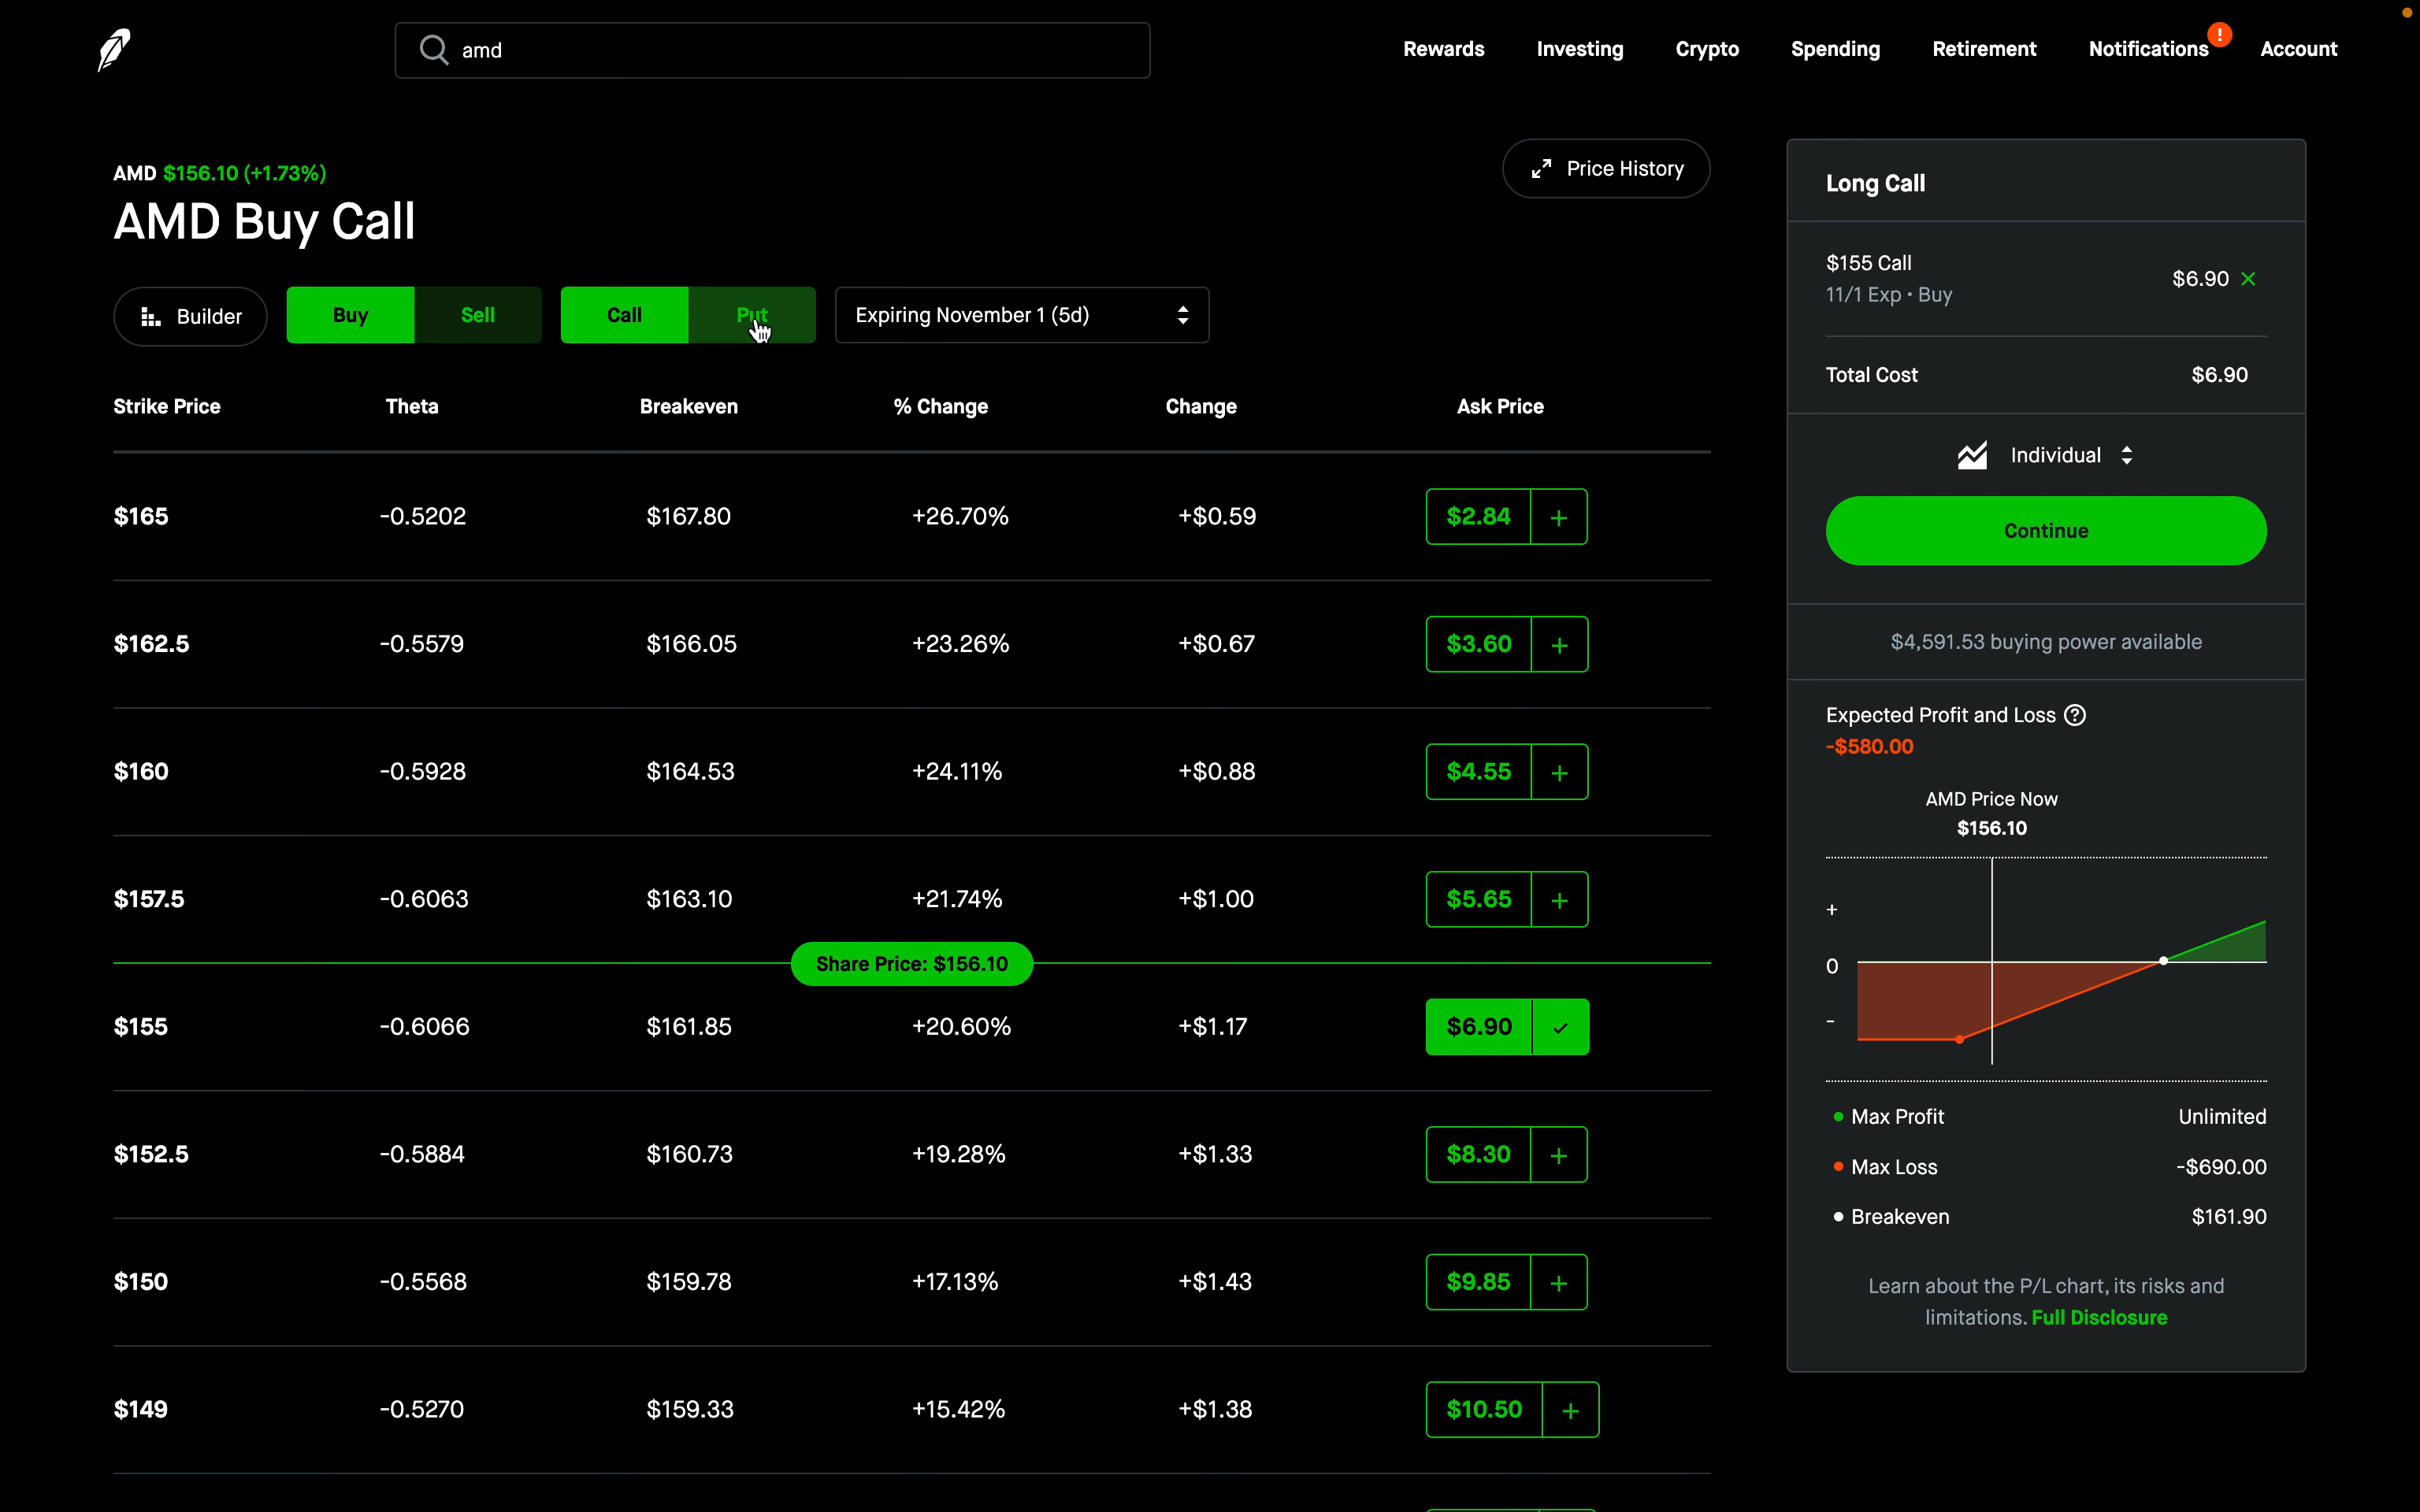 amd
Rewards Investing Crypto Spending Retirement Notifications ! Account
AMD $156.10 (+1.73%)
AMD Buy Call
Price History
Builder Buy Sell Call Put Expiring November 1 (5d)
Strike Price Theta Breakeven % Change Change Ask Price
$165 -0.5202 $167.80 +26.70% +$0.59 $2.84 +
$162.5 -0.5579 $166.05 +23.26% +$0.67 $3.60 +
$160 -0.5928 $164.53 +24.11% +$0.88 $4.55 +
$157.5 -0.6063 $163.10 +21.74% +$1.00 $5.65 +
Share Price: $156.10
$155 -0.6066 $161.85 +20.60% +$1.17 $6.90 ✓
$152.5 -0.5884 $160.73 +19.28% +$1.33 $8.30 +
$150 -0.5568 $159.78 +17.13% +$1.43 $9.85 +
$149 -0.5270 $159.33 +15.42% +$1.38 $10.50 +
Long Call
$155 Call
11/1 Exp • Buy
$6.90 ×
Total Cost $6.90
Individual
Continue
$4,591.53 buying power available
Expected Profit and Loss ?
-$580.00
AMD Price Now
$156.10
+
0
-
Max Profit Unlimited
Max Loss -$690.00
Breakeven $161.90
Learn about the P/L chart, its risks and
limitations. Full Disclosure